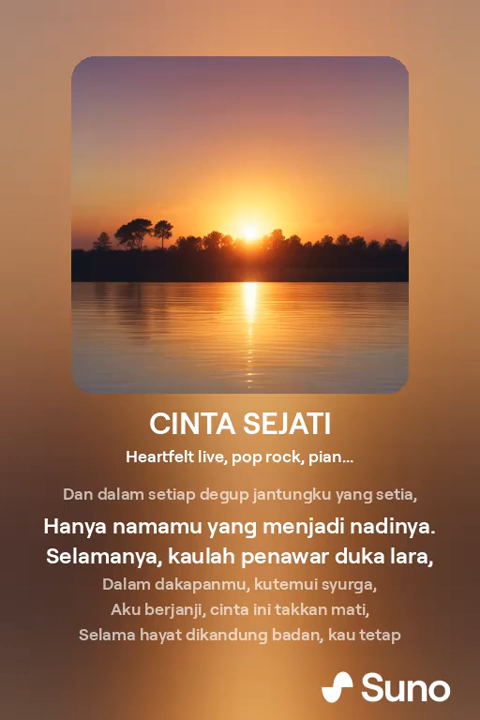 CINTA SEJATI
Heartfelt live, pop rock, pian...
Dan dalam setiap degup jantungku yang setia,
Hanya namamu yang menjadi nadinya.
Selamanya, kaulah penawar duka lara,
Dalam dakapanmu, kutemui syurga,
Aku berjanji, cinta ini takkan mati,
Selama hayat dikandung badan, kau tetap
Suno